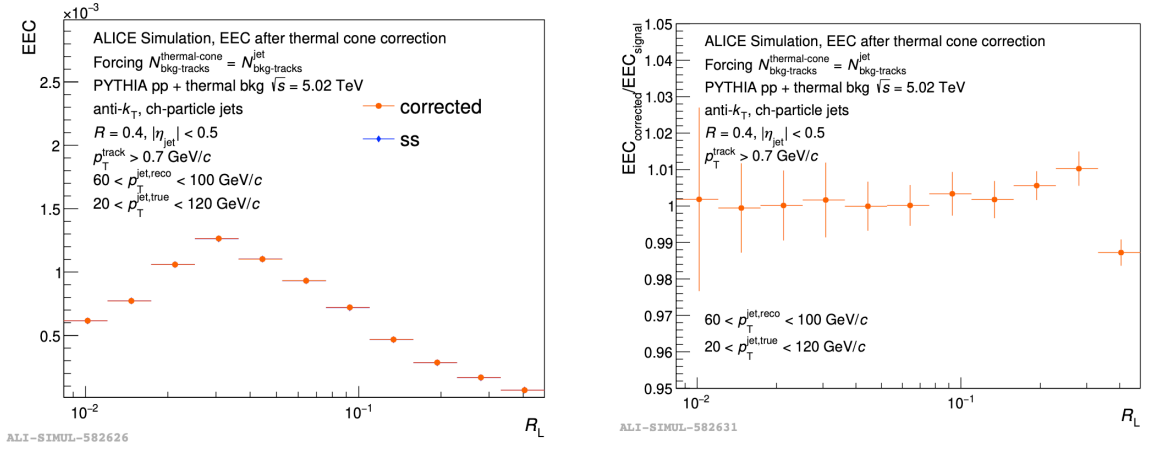 ×10⁻³
EEC
ALICE Simulation, EEC after thermal cone correction
Forcing N^thermal-cone_bkg-tracks = N^jet_bkg-tracks
PYTHIA pp + thermal bkg √s = 5.02 TeV
anti-k_T, ch-particle jets
R = 0.4, |η_jet| < 0.5
p_T^track > 0.7 GeV/c
60 < p_T^jet,reco < 100 GeV/c
20 < p_T^jet,true < 120 GeV/c
corrected
ss
2.5
2
1.5
1
0.5
10⁻²
10⁻¹
R_L
ALI-SIMUL-582626
EEC_corrected/EEC_signal
ALICE Simulation, EEC after thermal cone correction
Forcing N^thermal-cone_bkg-tracks = N^jet_bkg-tracks
PYTHIA pp + thermal bkg √s = 5.02 TeV
anti-k_T, ch-particle jets
R = 0.4, |η_jet| < 0.5
p_T^track > 0.7 GeV/c
60 < p_T^jet,reco < 100 GeV/c
20 < p_T^jet,true < 120 GeV/c
1.05
1.04
1.03
1.02
1.01
1
0.99
0.98
0.97
0.96
0.95
10⁻²
10⁻¹
R_L
ALI-SIMUL-582631